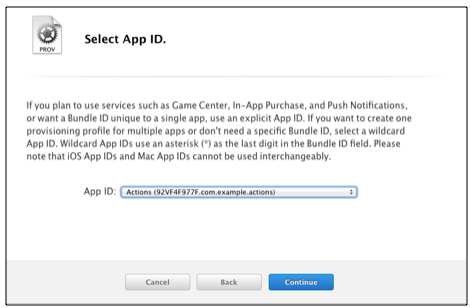 PROV
Select App ID.
If you plan to use services such as Game Center, In-App Purchase, and Push Notifications,
or want a Bundle ID unique to a single app, use an explicit App ID. If you want to create one
provisioning profile for multiple apps or don't need a specific Bundle ID, select a wildcard
App ID. Wildcard App IDs use an asterisk (*) as the last digit in the Bundle ID field. Please
note that iOS App IDs and Mac App IDs cannot be used interchangeably.
App ID: Actions (92VF4F977F.com.example.actions)
Cancel Back Continue